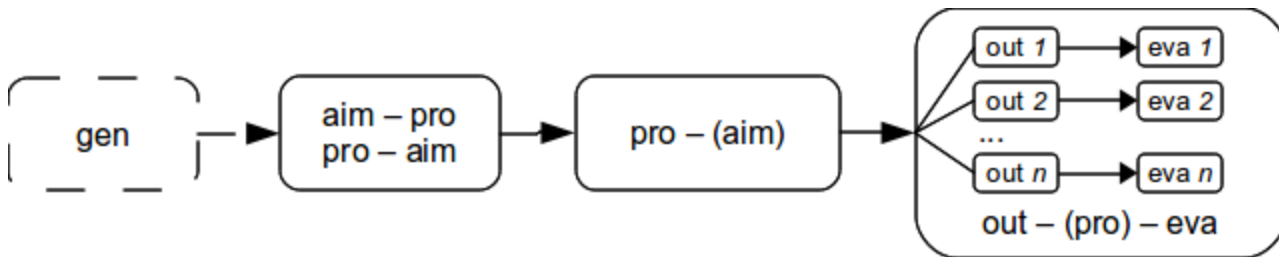 gen
aim – pro
pro – aim
pro – (aim)
out 1
eva 1
out 2
eva 2
...
out n
eva n
out – (pro) – eva